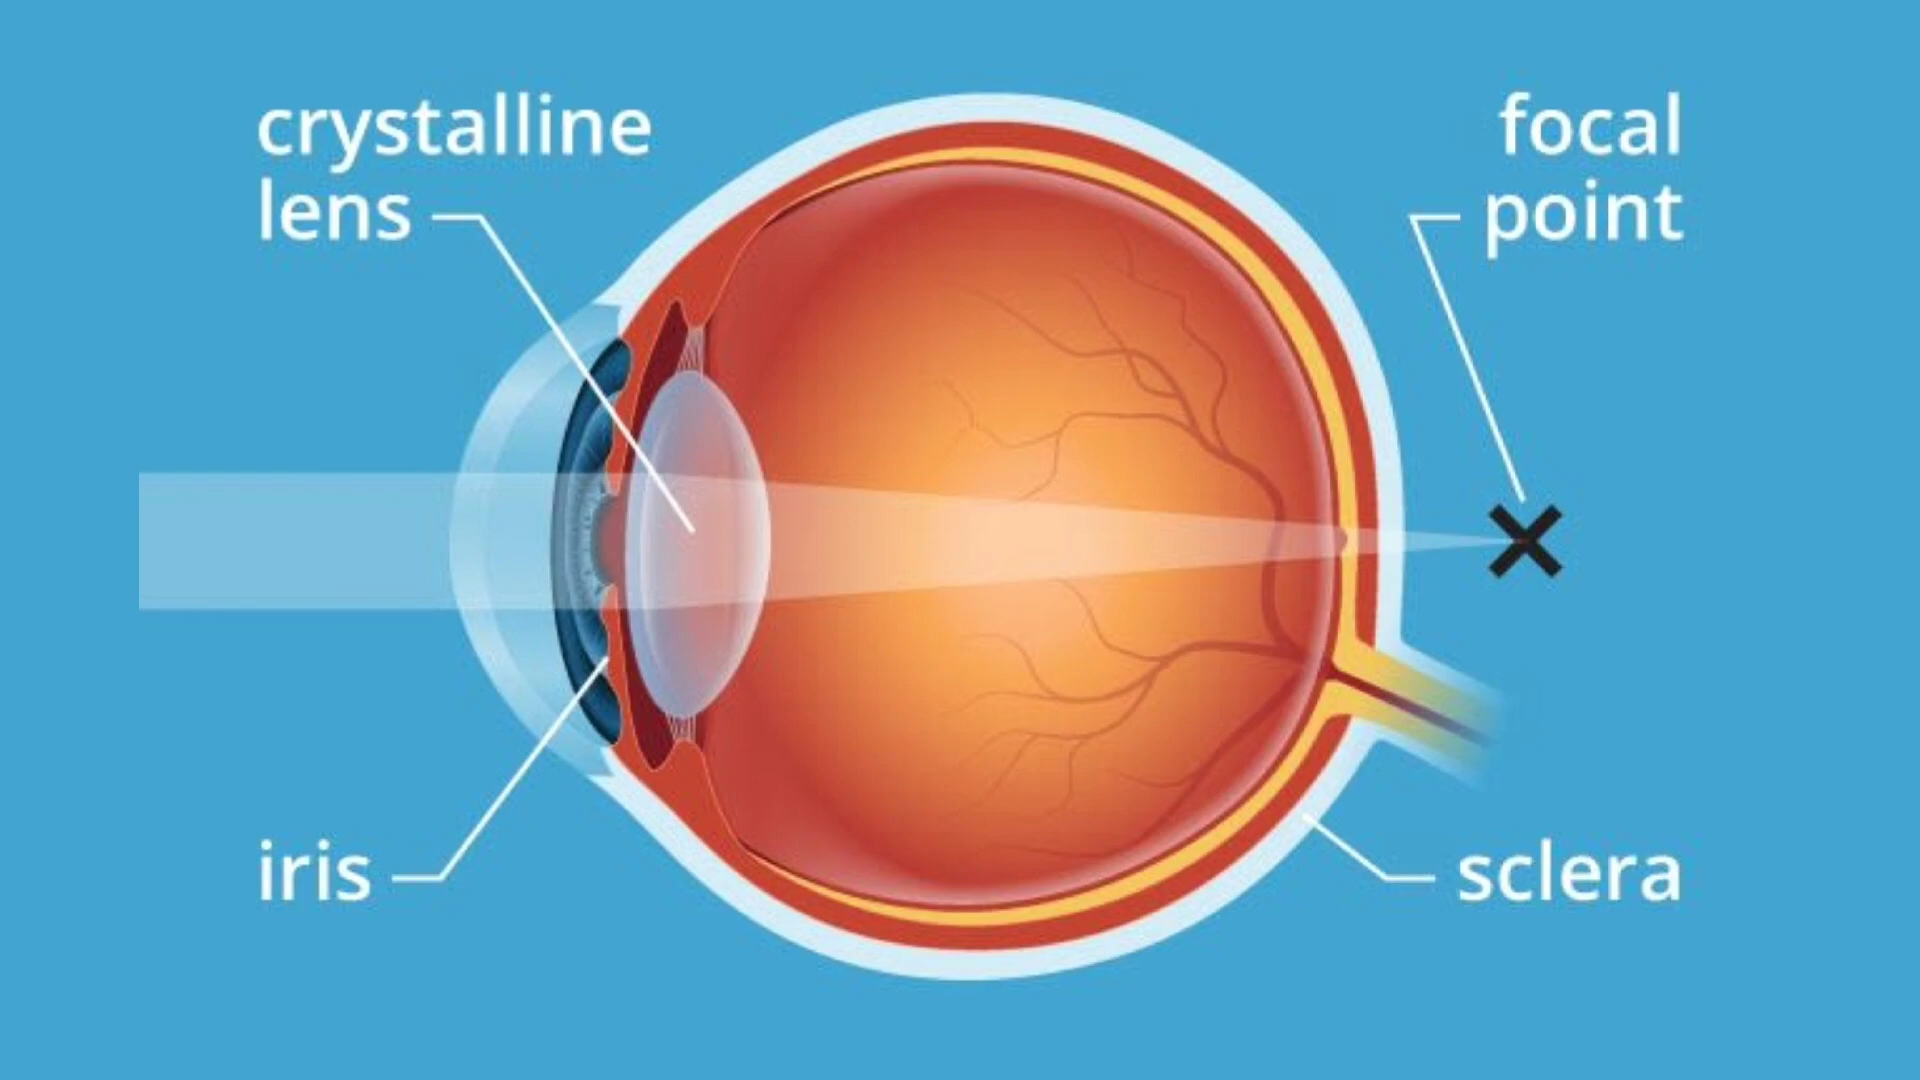 crystalline
lens
focal
point
iris
sclera